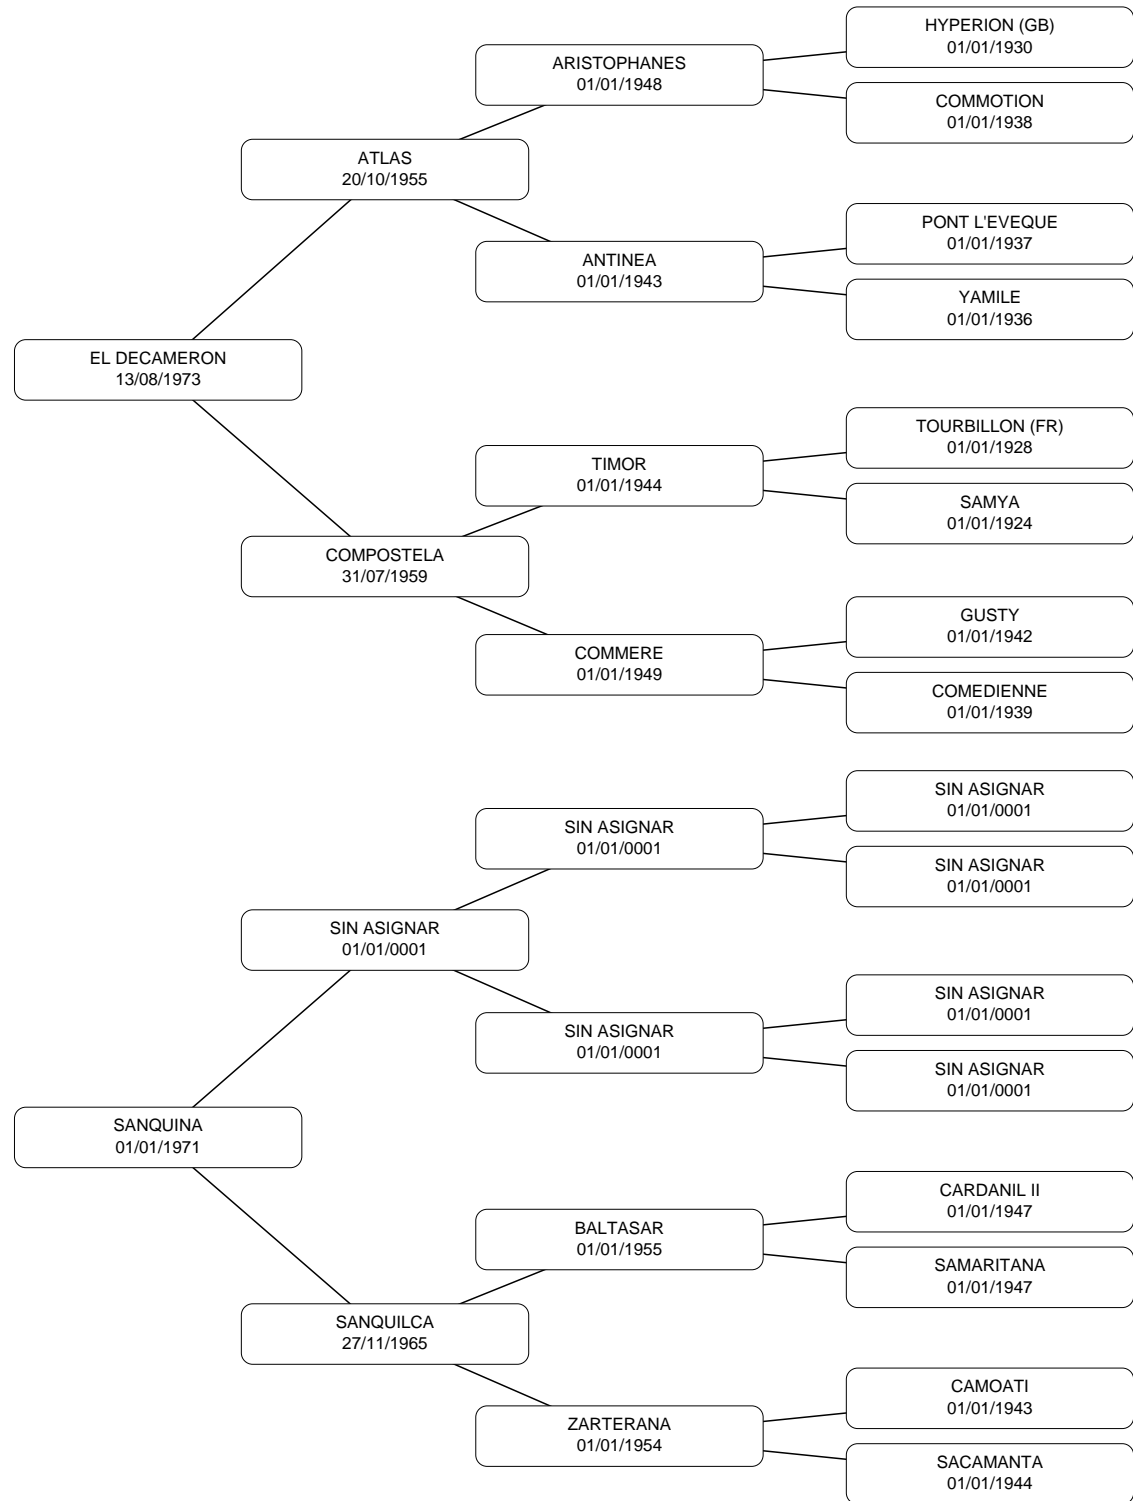 HYPERION (GB)
01/01/1930
ARISTOPHANES
01/01/1948
COMMOTION
01/01/1938
ATLAS
20/10/1955
PONT L'EVEQUE
01/01/1937
ANTINEA
01/01/1943
YAMILE
01/01/1936
EL DECAMERON
13/08/1973
TOURBILLON (FR)
01/01/1928
TIMOR
01/01/1944
SAMYA
01/01/1924
COMPOSTELA
31/07/1959
GUSTY
01/01/1942
COMMERE
01/01/1949
COMEDIENNE
01/01/1939
SIN ASIGNAR
01/01/0001
SIN ASIGNAR
01/01/0001
SIN ASIGNAR
01/01/0001
SIN ASIGNAR
01/01/0001
SIN ASIGNAR
01/01/0001
SIN ASIGNAR
01/01/0001
SIN ASIGNAR
01/01/0001
SANQUINA
01/01/1971
CARDANIL II
01/01/1947
BALTASAR
01/01/1955
SAMARITANA
01/01/1947
SANQUILCA
27/11/1965
CAMOATI
01/01/1943
ZARTERANA
01/01/1954
SACAMANTA
01/01/1944